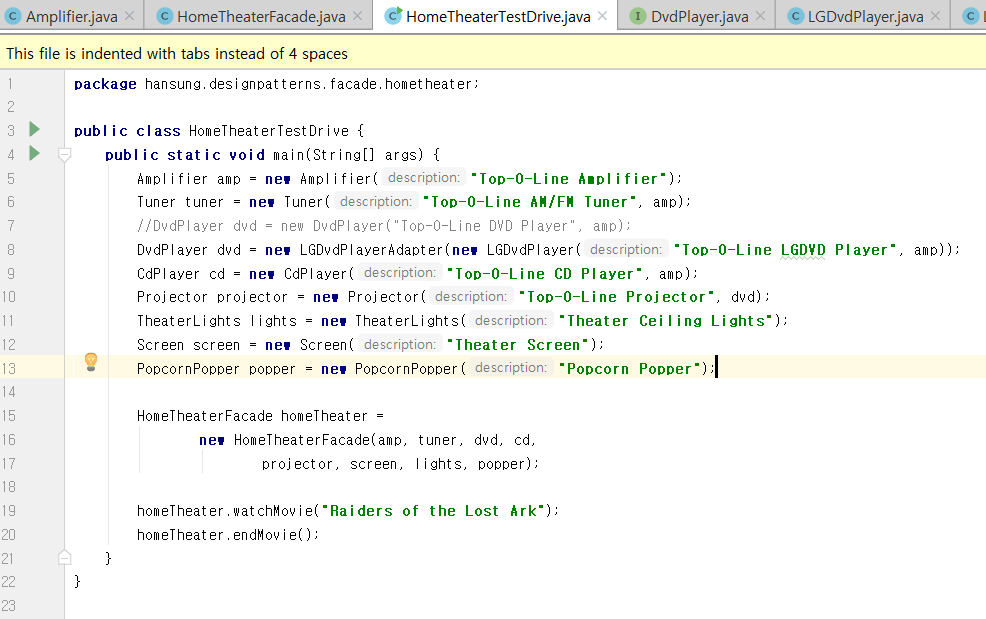 Amplifier.java HomeTheaterFacade.java HomeTheaterTestDrive.java DvdPlayer.java LGDvdPlayer.java
This file is indented with tabs instead of 4 spaces
1 package hansung.designpatterns.facade.hometheater;
2
3 public class HomeTheaterTestDrive {
4 public static void main(String[] args) {
5 Amplifier amp = new Amplifier( description: "Top-O-Line Amplifier");
6 Tuner tuner = new Tuner( description: "Top-O-Line AM/FM Tuner", amp);
7 //DvdPlayer dvd = new DvdPlayer("Top-O-Line DVD Player", amp);
8 DvdPlayer dvd = new LGDvdPlayerAdapter(new LGDvdPlayer( description: "Top-O-Line LGDVD Player", amp));
9 CdPlayer cd = new CdPlayer( description: "Top-O-Line CD Player", amp);
10 Projector projector = new Projector( description: "Top-O-Line Projector", dvd);
11 TheaterLights lights = new TheaterLights( description: "Theater Ceiling Lights");
12 Screen screen = new Screen( description: "Theater Screen");
13 PopcornPopper popper = new PopcornPopper( description: "Popcorn Popper");
14
15 HomeTheaterFacade homeTheater =
16 new HomeTheaterFacade(amp, tuner, dvd, cd,
17 projector, screen, lights, popper);
18
19 homeTheater.watchMovie("Raiders of the Lost Ark");
20 homeTheater.endMovie();
21 }
22 }
23